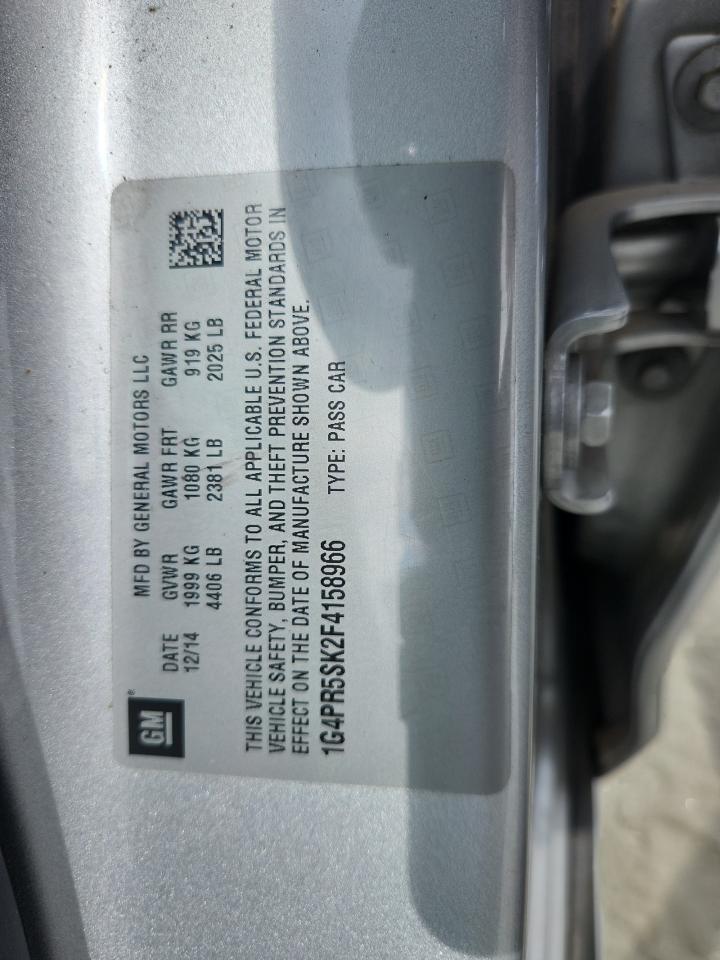 GM®
MFD BY GENERAL MOTORS LLC
DATE GVWR GAWR FRT GAWR RR
12/14 1999 KG 1080 KG 919 KG
4406 LB 2381 LB 2025 LB
THIS VEHICLE CONFORMS TO ALL APPLICABLE U.S. FEDERAL MOTOR
VEHICLE SAFETY, BUMPER, AND THEFT PREVENTION STANDARDS IN
EFFECT ON THE DATE OF MANUFACTURE SHOWN ABOVE.
1G4PR5SK2F4158966 TYPE: PASS CAR